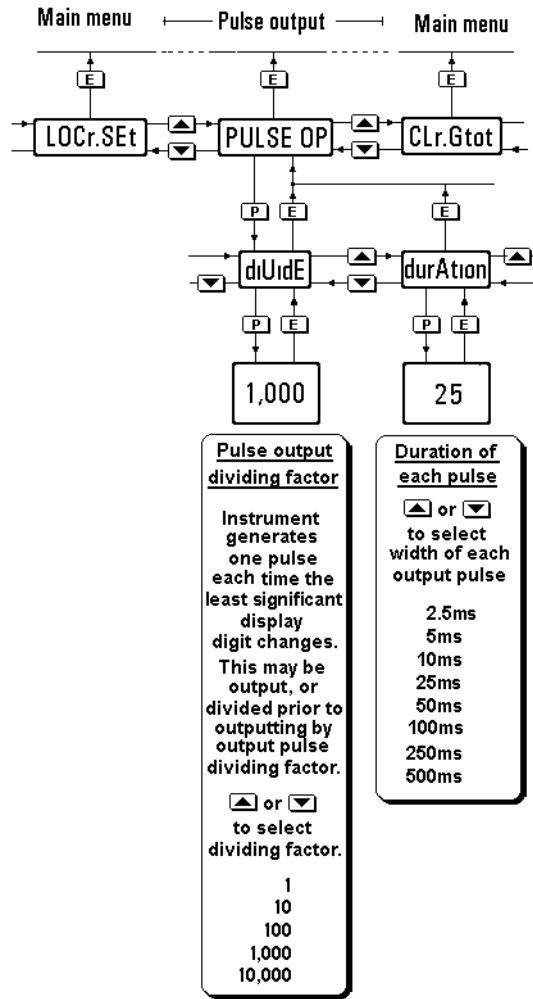 Main menu Pulse output Main menu
E E E
LOCr.SEt PULSE OP CLr.Gtot
P E E
dıUıdE durAtıon
P E P E
1,000 25
Pulse output
dividing factor
Instrument
generates
one pulse
each time the
least significant
display
digit changes.
This may be
output, or
divided prior to
outputting by
output pulse
dividing factor.
or
to select
dividing factor.
1
10
100
1,000
10,000
Duration of
each pulse
or
to select
width of each
output pulse
2.5ms
5ms
10ms
25ms
50ms
100ms
250ms
500ms